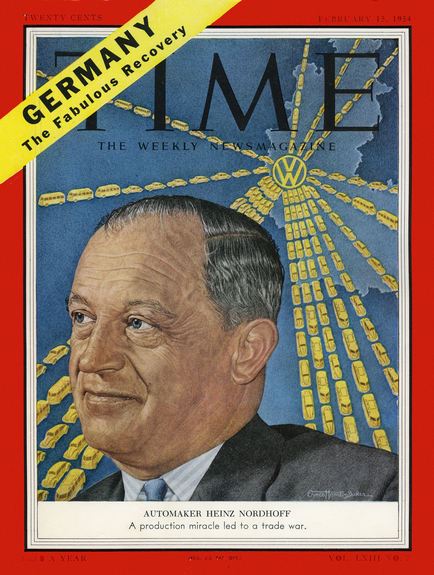 TWENTY CENTS
FEBRUARY 15, 1954
GERMANY
The Fabulous Recovery
TIME
THE WEEKLY NEWSMAGAZINE
VW
AUTOMAKER HEINZ NORDHOFF
A production miracle led to a trade war.
A YEAR
VOL. LXIII NO.